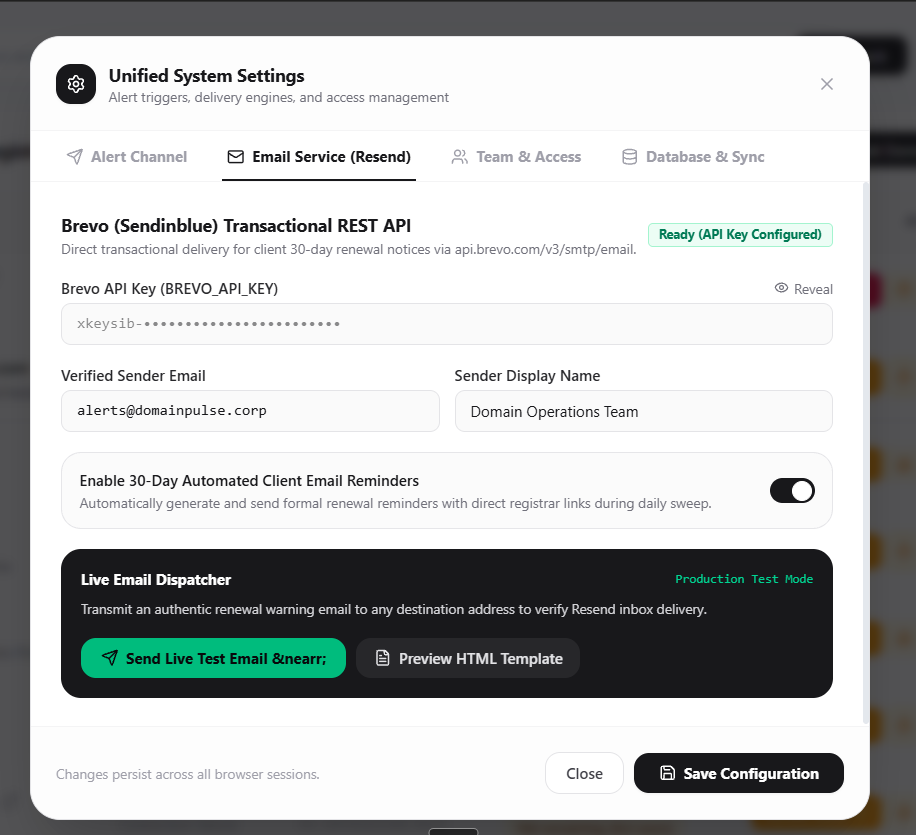 Unified System Settings
Alert triggers, delivery engines, and access management
Alert Channel
Email Service (Resend)
Team & Access
Database & Sync
Brevo (Sendinblue) Transactional REST API
Ready (API Key Configured)
Direct transactional delivery for client 30-day renewal notices via api.brevo.com/v3/smtp/email.
Brevo API Key (BREVO_API_KEY)
Reveal
xkeysib-••••••••••••••••••••••••
Verified Sender Email
Sender Display Name
alerts@domainpulse.corp
Domain Operations Team
Enable 30-Day Automated Client Email Reminders
Automatically generate and send formal renewal reminders with direct registrar links during daily sweep.
Live Email Dispatcher
Production Test Mode
Transmit an authentic renewal warning email to any destination address to verify Resend inbox delivery.
Send Live Test Email &nearr;
Preview HTML Template
Changes persist across all browser sessions.
Close
Save Configuration